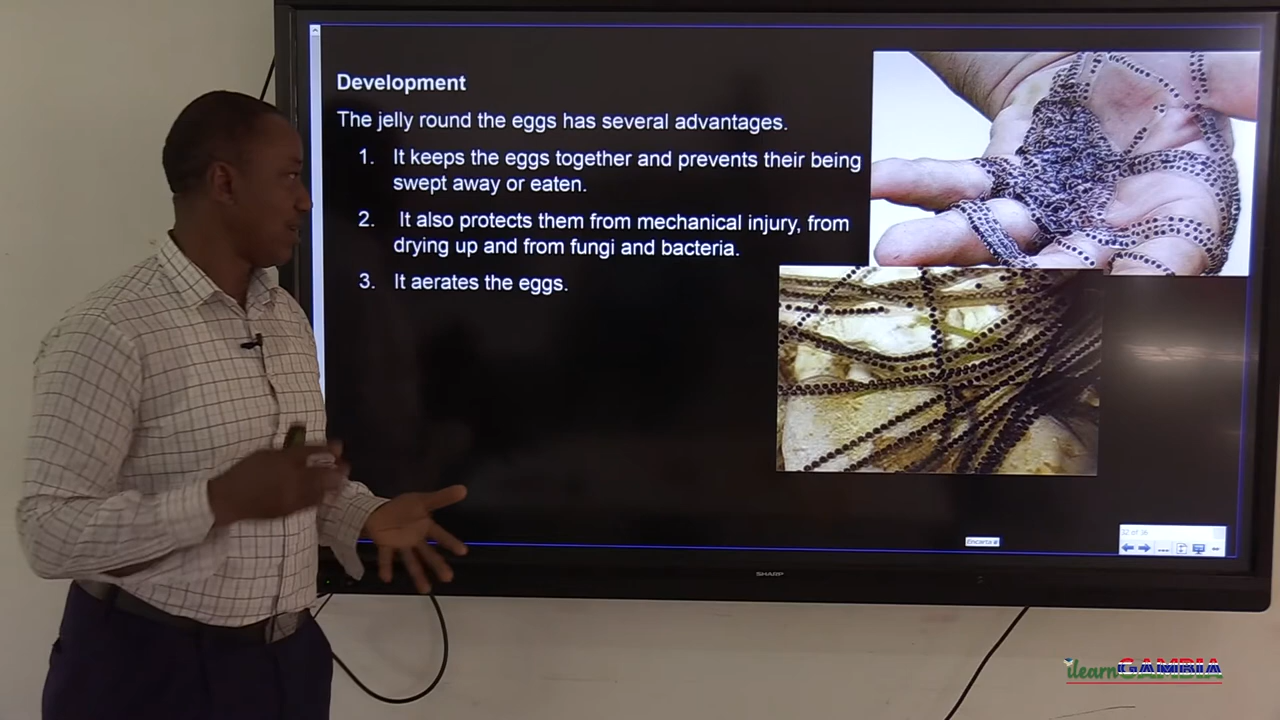 Development
The jelly round the eggs has several advantages.
1. It keeps the eggs together and prevents their being
swept away or eaten.
2. It also protects them from mechanical injury, from
drying up and from fungi and bacteria.
3. It aerates the eggs.
Encarta
SHARP
ilearnGAMBIA